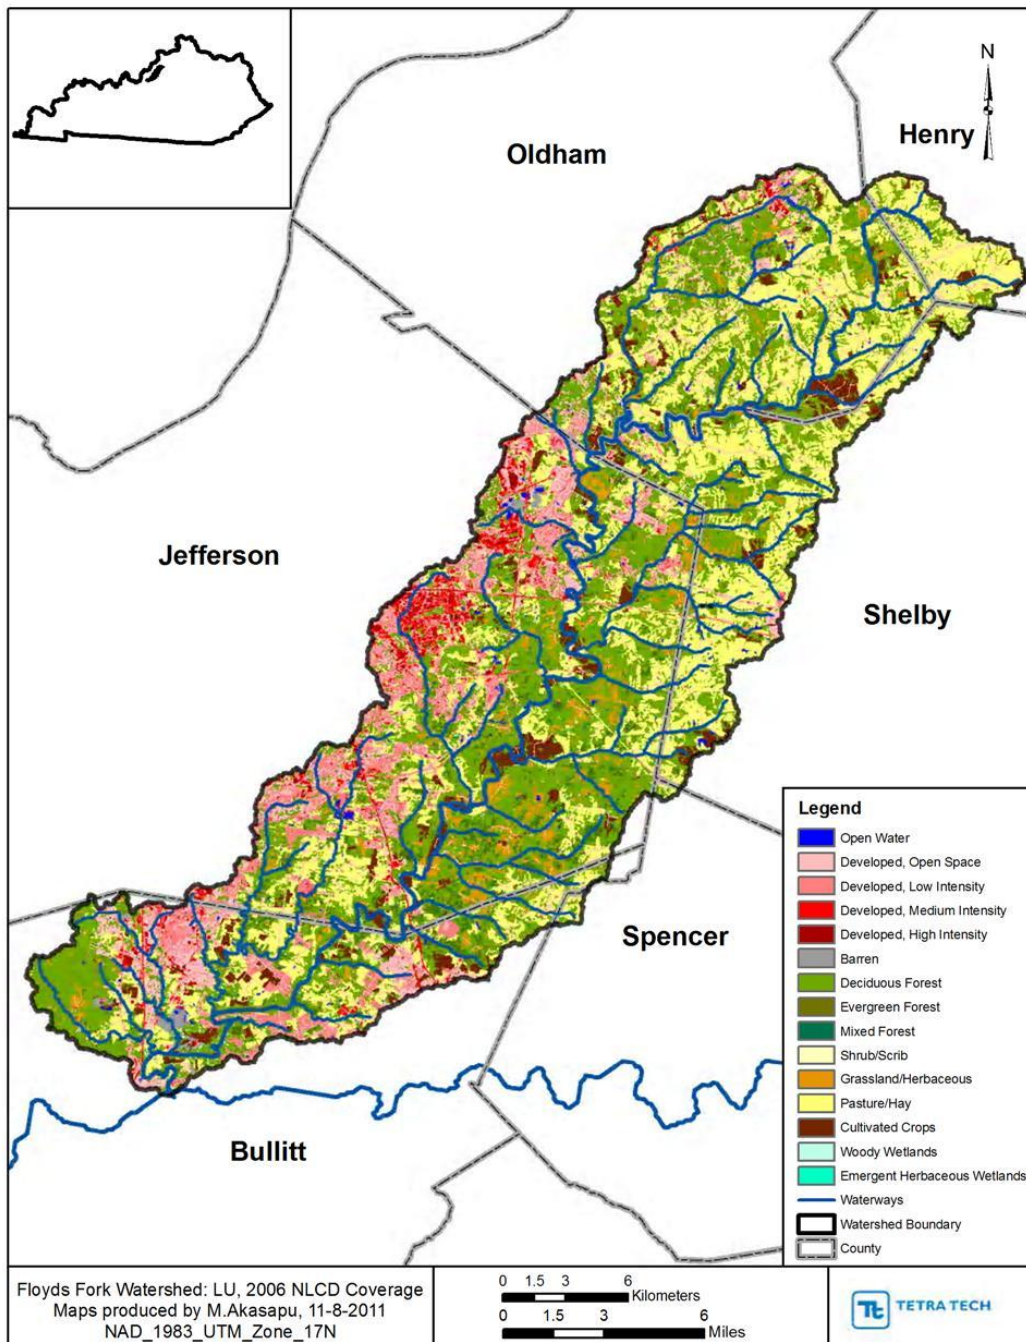 N
Henry
Oldham
Jefferson
Shelby
Spencer
Bullitt
Legend
Open Water
Developed, Open Space
Developed, Low Intensity
Developed, Medium Intensity
Developed, High Intensity
Barren
Deciduous Forest
Evergreen Forest
Mixed Forest
Shrub/Scrib
Grassland/Herbaceous
Pasture/Hay
Cultivated Crops
Woody Wetlands
Emergent Herbaceous Wetlands
Waterways
Watershed Boundary
County
Floyds Fork Watershed: LU, 2006 NLCD Coverage
Maps produced by M.Akasapu, 11-8-2011
NAD_1983_UTM_Zone_17N
0 1.5 3 6
Kilometers
0 1.5 3 6
Miles
Tt TETRA TECH